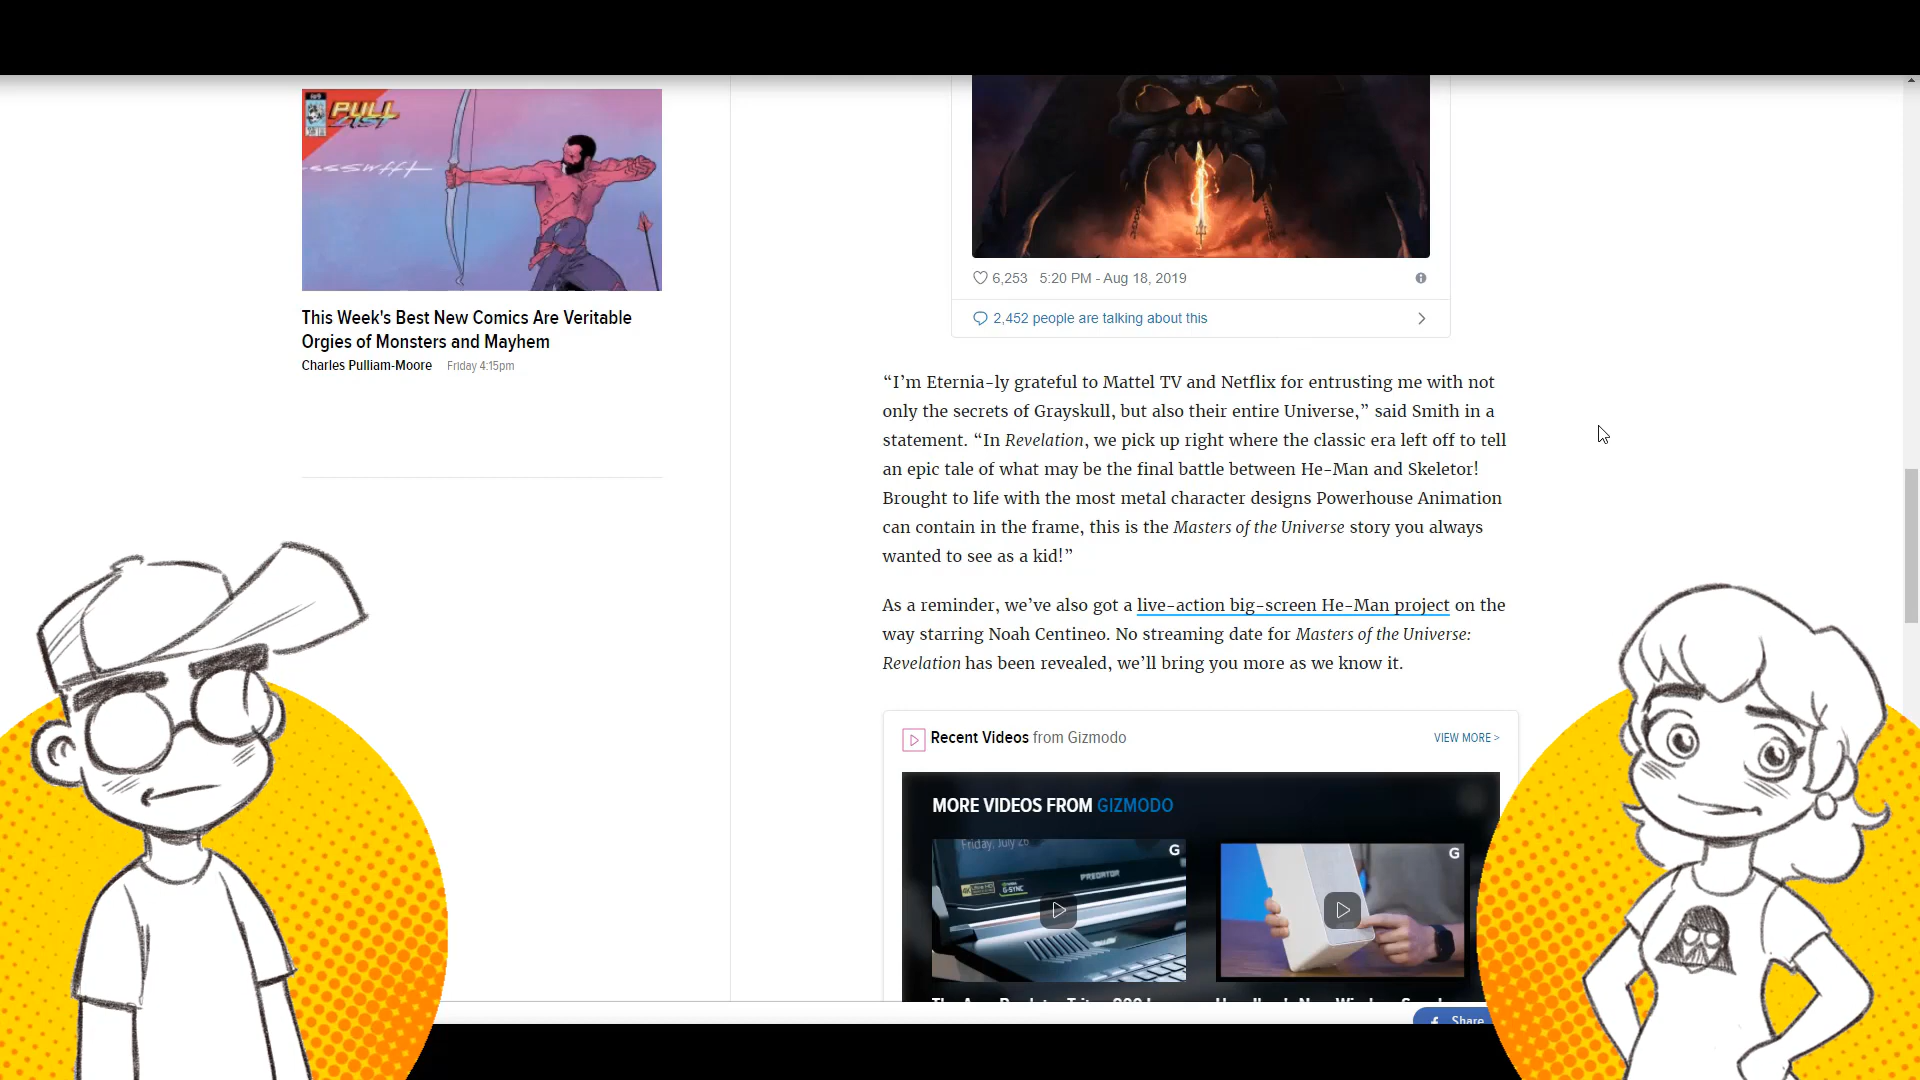 PULL
LIST
SSSSWFFT
This Week's Best New Comics Are Veritable
Orgies of Monsters and Mayhem
Charles Pulliam-Moore Friday 4:15pm
6,253 5:20 PM - Aug 18, 2019
2,452 people are talking about this
“I’m Eternia-ly grateful to Mattel TV and Netflix for entrusting me with not
only the secrets of Grayskull, but also their entire Universe,” said Smith in a
statement. “In Revelation, we pick up right where the classic era left off to tell
an epic tale of what may be the final battle between He-Man and Skeletor!
Brought to life with the most metal character designs Powerhouse Animation
can contain in the frame, this is the Masters of the Universe story you always
wanted to see as a kid!”
As a reminder, we’ve also got a live-action big-screen He-Man project on the
way starring Noah Centineo. No streaming date for Masters of the Universe:
Revelation has been revealed, we’ll bring you more as we know it.
Recent Videos from Gizmodo VIEW MORE >
MORE VIDEOS FROM GIZMODO
Friday, July 26
G
G
PREDATOR
G-SYNC
Share